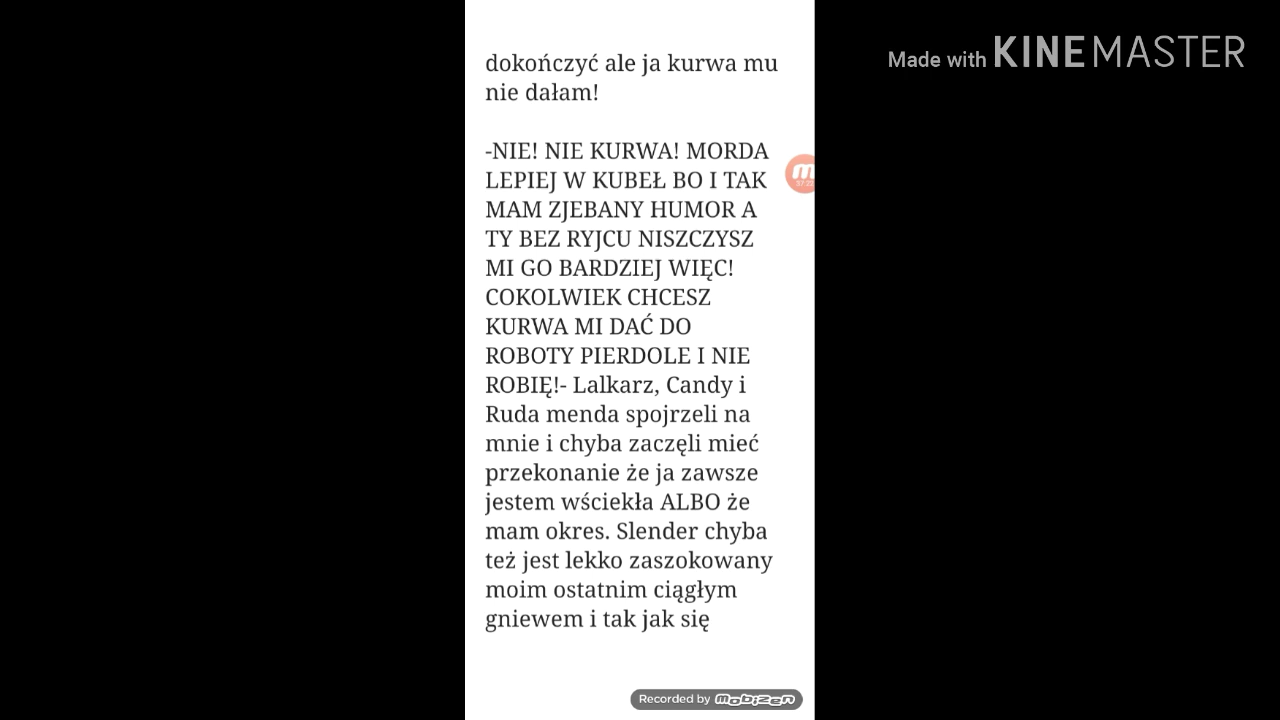 Made with KINEMASTER
dokończyć ale ja kurwa mu
nie dałam!
-NIE! NIE KURWA! MORDA
LEPIEJ W KUBEŁ BO I TAK
MAM ZJEBANY HUMOR A
TY BEZ RYJCU NISZCZYSZ
MI GO BARDZIEJ WIĘC!
COKOLWIEK CHCESZ
KURWA MI DAĆ DO
ROBOTY PIERDOLE I NIE
ROBIĘ!- Lalkarz, Candy i
Ruda menda spojrzeli na
mnie i chyba zaczęli mieć
przekonanie że ja zawsze
jestem wściekła ALBO że
mam okres. Slender chyba
też jest lekko zaszokowany
moim ostatnim ciągłym
gniewem i tak jak się
Recorded by mobizen